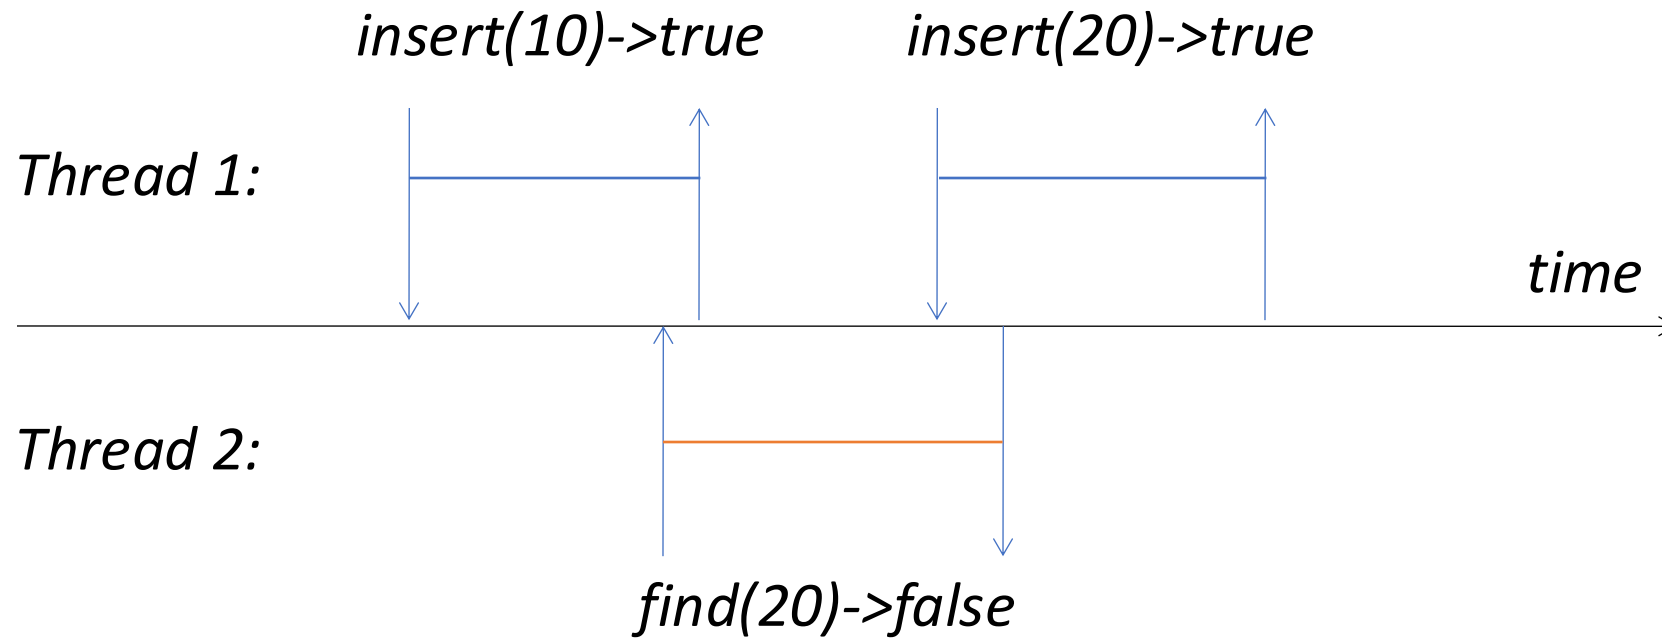 insert(10)->true insert(20)->true
Thread 1:
time
Thread 2:
find(20)->false